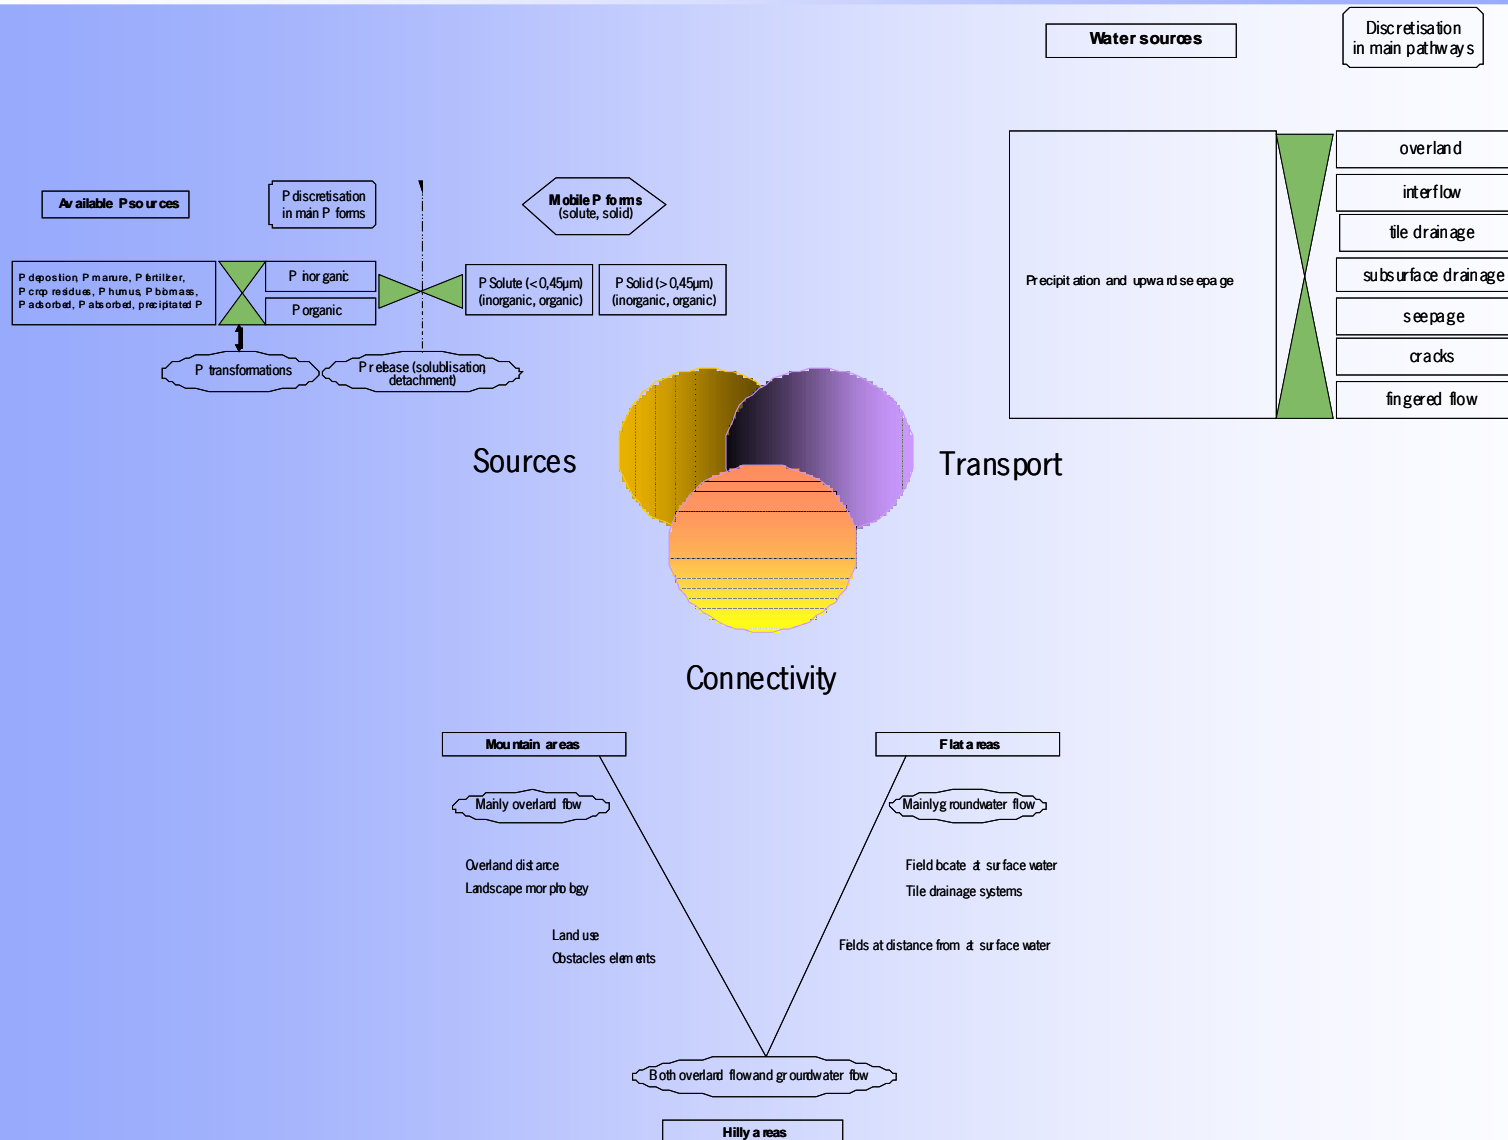 Water sources
Discretisation
in main pathways
overland
interflow
tile drainage
subsurface drainage
seepage
cracks
fingered flow
Precipitation and upward seepage
Available P sources
P discretisation
in main P forms
Mobile P forms
(solute, solid)
P deposition, P manure, P fertilizer,
P crop residues, P humus, P biomass,
P adsorbed, P absorbed, precipitated P
P inorganic
P organic
P Solute (<0,45µm)
(inorganic, organic)
P Solid (>0,45µm)
(inorganic, organic)
P transformations
P release (solublisation,
detachment)
Sources
Transport
Connectivity
Mountain areas
Flat areas
Mainly overland flow
Mainly groundwater flow
Overland distance
Landscape morphology
Field locate at surface water
Tile drainage systems
Land use
Obstacles elements
Fields at distance from at surface water
Both overland flow and groundwater flow
Hilly areas